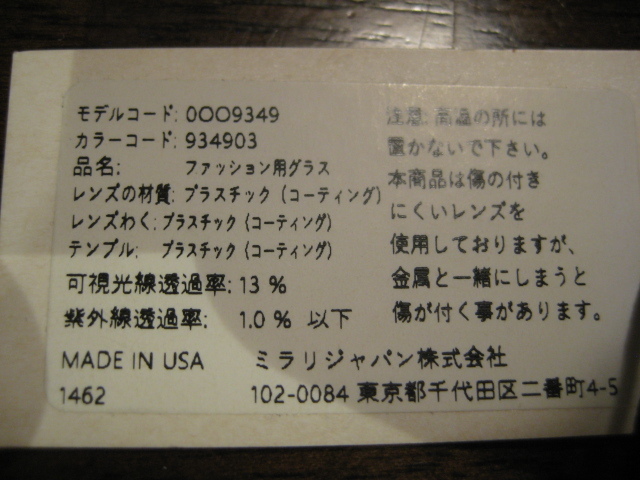 モデルコード: 0009349
カラーコード: 934903
品名: ファッション用グラス
レンズの材質: プラスチック (コーティング)
レンズわく: プラスチック (コーティング)
テンプル: プラスチック (コーティング)
可視光線透過率: 13 %
紫外線透過率: 1.0 % 以下
注意: 高温の所には
置かないで下さい。
本商品は傷の付き
にくいレンズを
使用しておりますが、
金属と一緒にしまうと
傷が付く事があります。
MADE IN USA ミラリジャパン株式会社
1462 102-0084 東京都千代田区二番町4-5